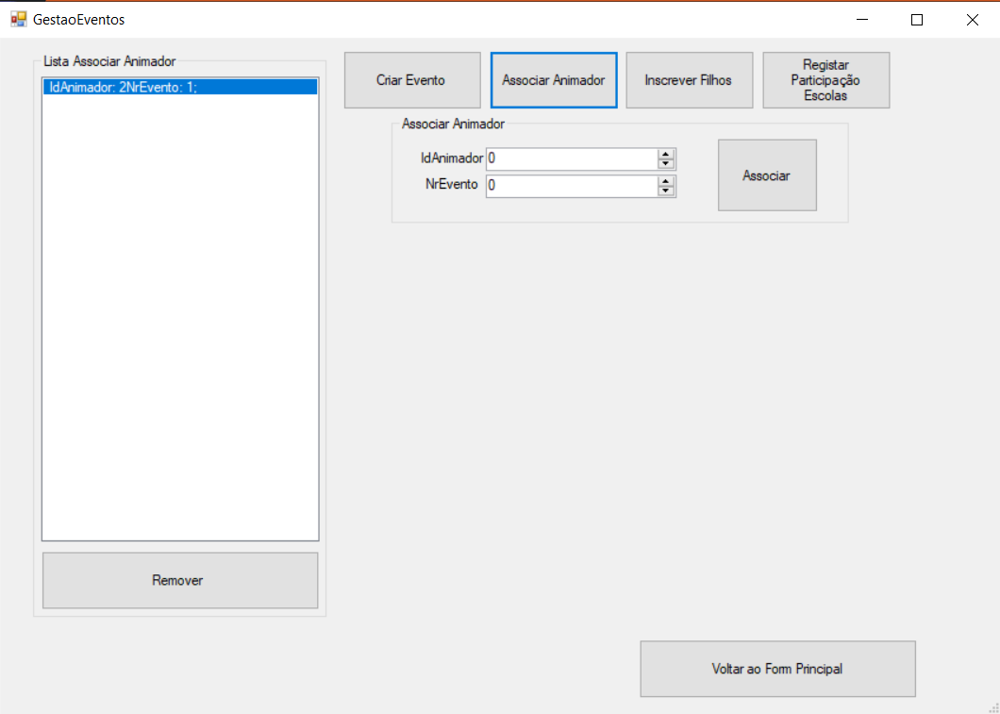 GestaoEventos
Lista Associar Animador
IdAnimador: 2NrEvento: 1;
Remover
Criar Evento
Associar Animador
Inscrever Filhos
Registar
Participação
Escolas
Associar Animador
IdAnimador 0
NrEvento 0
Associar
Voltar ao Form Principal